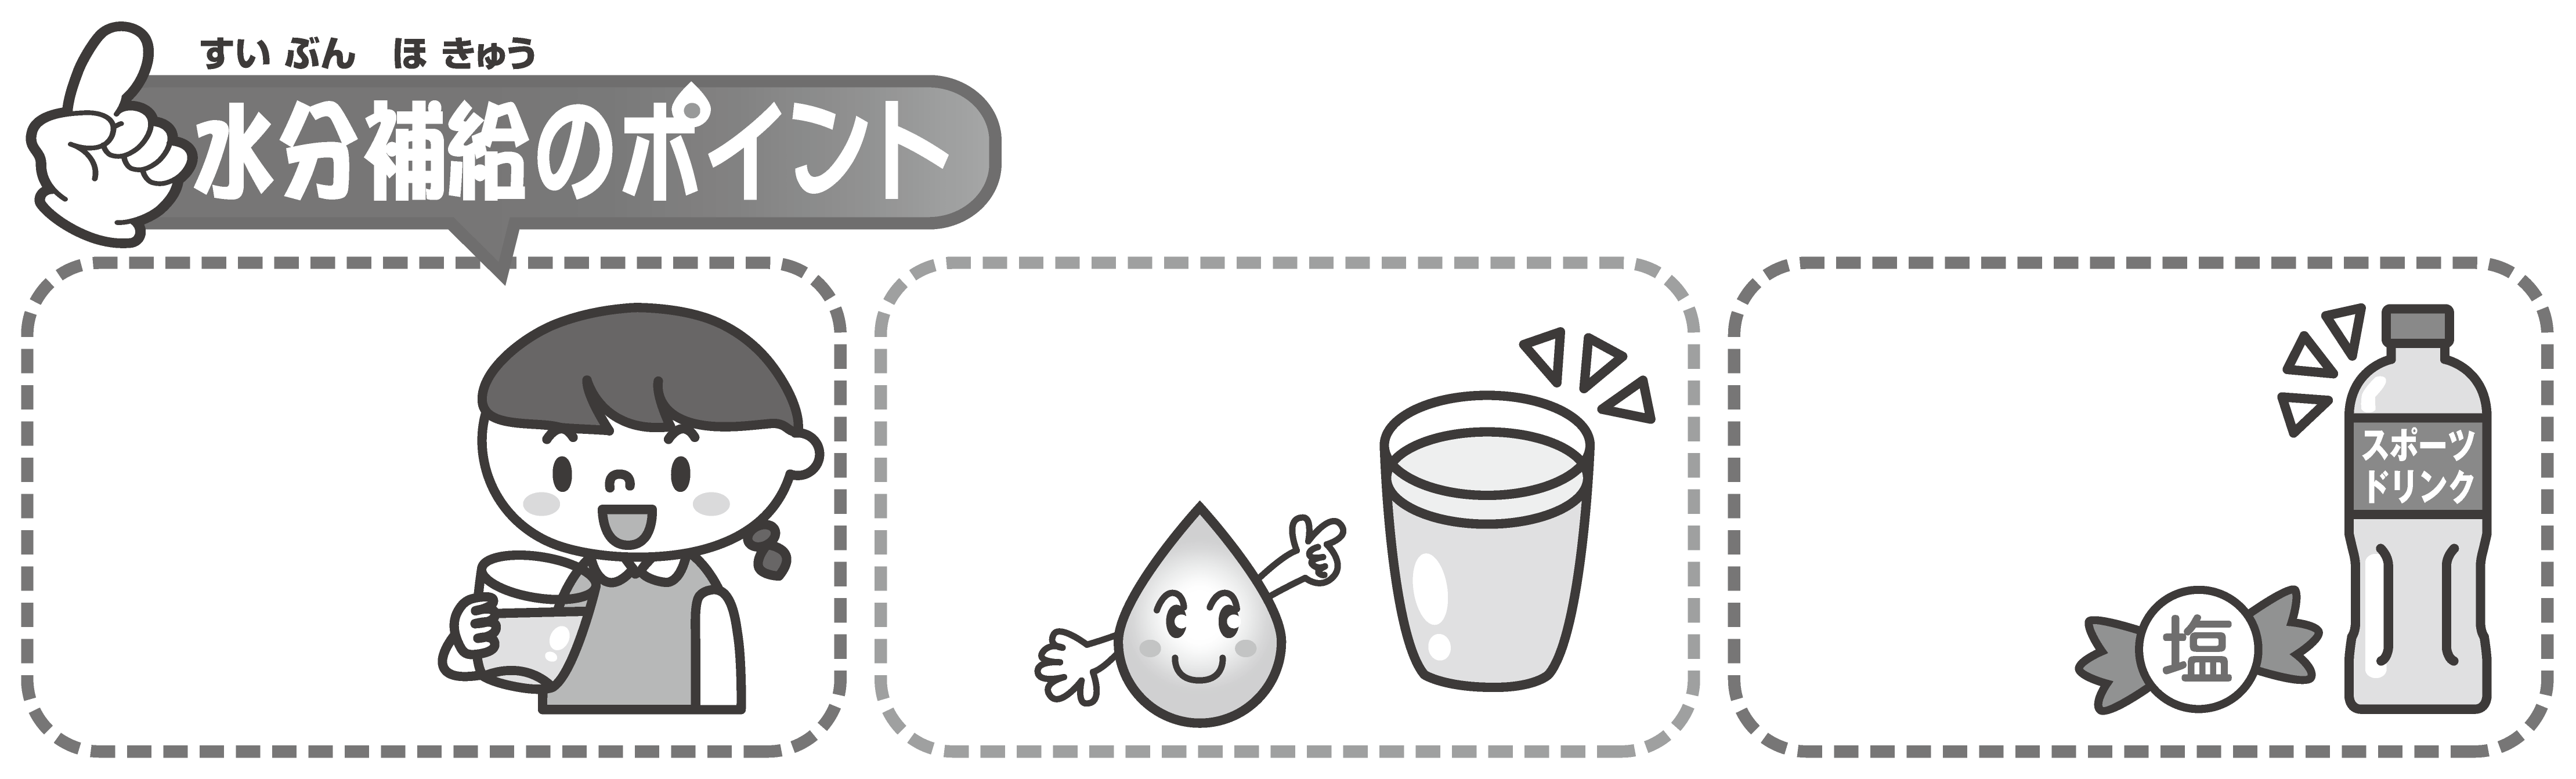 すい ぶん ほ きゅう
水分補給のポイント
スポーツ
ドリンク
塩